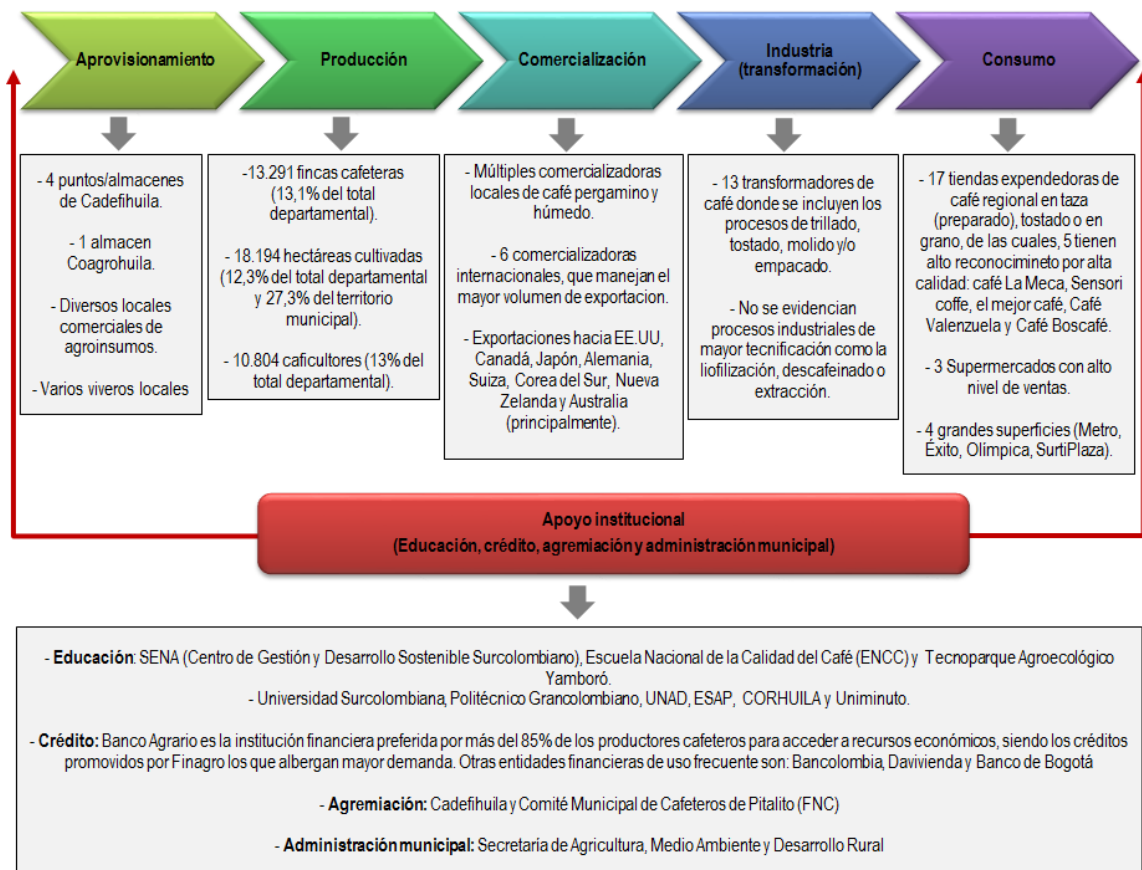 Aprovisionamiento
Producción
Comercialización
Industria
(transformación)
Consumo
- 4 puntos/almacenes
de Cadefihuila.
- 1 almacen
Coagrohuila.
- Diversos locales
comerciales de
agroinsumos.
- Varios viveros locales
-13.291 fincas cafeteras
(13,1% del total
departamental).
- 18.194 hectáreas cultivadas
(12,3% del total departamental
y 27,3% del territorio
municipal).
- 10.804 caficultores (13% del
total departamental).
- Múltiples comercializadoras
locales de café pergamino y
húmedo.
- 6 comercializadoras
internacionales, que manejan el
mayor volumen de exportacion.
- Exportaciones hacia EE.UU,
Canadá, Japón, Alemania,
Suiza, Corea del Sur, Nueva
Zelanda y Australia
(principalmente).
- 13 transformadores de
café donde se incluyen los
procesos de trillado,
tostado, molido y/o
empacado.
- No se evidencian
procesos industriales de
mayor tecnificación como la
liofilización, descafeinado o
extracción.
- 17 tiendas expendedoras de
café regional en taza
(preparado), tostado o en
grano, de las cuales, 5 tienen
alto reconocimineto por alta
calidad: café La Meca, Sensori
coffe, el mejor café, Café
Valenzuela y Café Boscafé.
- 3 Supermercados con alto
nivel de ventas.
- 4 grandes superficies (Metro,
Éxito, Olímpica, SurtiPlaza).
Apoyo institucional
(Educación, crédito, agremiación y administración municipal)
- Educación: SENA (Centro de Gestión y Desarrollo Sostenible Surcolombiano), Escuela Nacional de la Calidad del Café (ENCC) y Tecnoparque Agroecológico
Yamboró.
- Universidad Surcolombiana, Politécnico Grancolombiano, UNAD, ESAP, CORHUILA y Uniminuto.
- Crédito: Banco Agrario es la institución financiera preferida por más del 85% de los productores cafeteros para acceder a recursos económicos, siendo los créditos
promovidos por Finagro los que albergan mayor demanda. Otras entidades financieras de uso frecuente son: Bancolombia, Davivienda y Banco de Bogotá
- Agremiación: Cadefihuila y Comité Municipal de Cafeteros de Pitalito (FNC)
- Administración municipal: Secretaría de Agricultura, Medio Ambiente y Desarrollo Rural